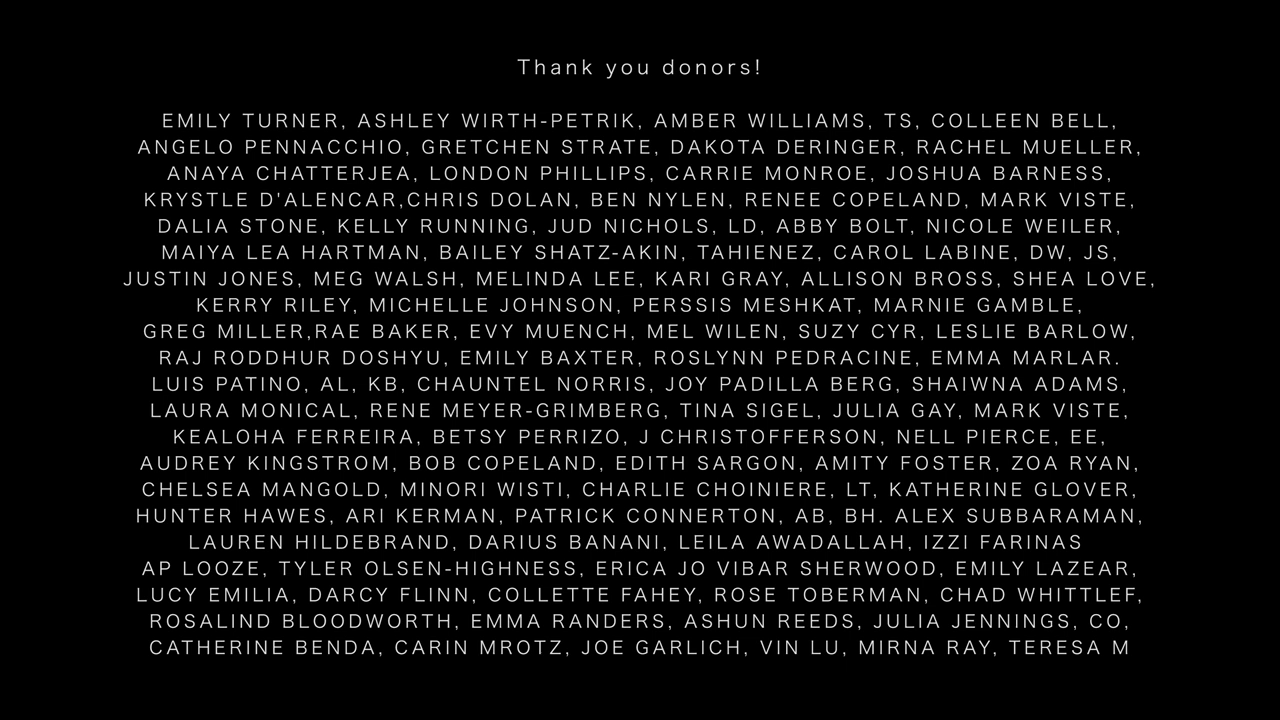 Thank you donors!
EMILY TURNER, ASHLEY WIRTH-PETRIK, AMBER WILLIAMS, TS, COLLEEN BELL,
ANGELO PENNACCHIO, GRETCHEN STRATE, DAKOTA DERINGER, RACHEL MUELLER,
ANAYA CHATTERJEA, LONDON PHILLIPS, CARRIE MONROE, JOSHUA BARNESS,
KRYSTLE D'ALENCAR,CHRIS DOLAN, BEN NYLEN, RENEE COPELAND, MARK VISTE,
DALIA STONE, KELLY RUNNING, JUD NICHOLS, LD, ABBY BOLT, NICOLE WEILER,
MAIYA LEA HARTMAN, BAILEY SHATZ-AKIN, TAHIENEZ, CAROL LABINE, DW, JS,
JUSTIN JONES, MEG WALSH, MELINDA LEE, KARI GRAY, ALLISON BROSS, SHEA LOVE,
KERRY RILEY, MICHELLE JOHNSON, PERSSIS MESHKAT, MARNIE GAMBLE,
GREG MILLER,RAE BAKER, EVY MUENCH, MEL WILEN, SUZY CYR, LESLIE BARLOW,
RAJ RODDHUR DOSHYU, EMILY BAXTER, ROSLYNN PEDRACINE, EMMA MARLAR.
LUIS PATINO, AL, KB, CHAUNTEL NORRIS, JOY PADILLA BERG, SHAIWNA ADAMS,
LAURA MONICAL, RENE MEYER-GRIMBERG, TINA SIGEL, JULIA GAY, MARK VISTE,
KEALOHA FERREIRA, BETSY PERRIZO, J CHRISTOFFERSON, NELL PIERCE, EE,
AUDREY KINGSTROM, BOB COPELAND, EDITH SARGON, AMITY FOSTER, ZOA RYAN,
CHELSEA MANGOLD, MINORI WISTI, CHARLIE CHOINIERE, LT, KATHERINE GLOVER,
HUNTER HAWES, ARI KERMAN, PATRICK CONNERTON, AB, BH. ALEX SUBBARAMAN,
LAUREN HILDEBRAND, DARIUS BANANI, LEILA AWADALLAH, IZZI FARINAS
AP LOOZE, TYLER OLSEN-HIGHNESS, ERICA JO VIBAR SHERWOOD, EMILY LAZEAR,
LUCY EMILIA, DARCY FLINN, COLLETTE FAHEY, ROSE TOBERMAN, CHAD WHITTLEF,
ROSALIND BLOODWORTH, EMMA RANDERS, ASHUN REEDS, JULIA JENNINGS, CO,
CATHERINE BENDA, CARIN MROTZ, JOE GARLICH, VIN LU, MIRNA RAY, TERESA M